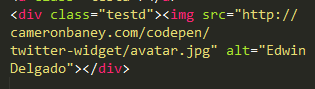 <div class="testd"><img src="http://
cameronbaney.com/codepen/
twitter-widget/avatar.jpg" alt="Edwin
Delgado"></div>